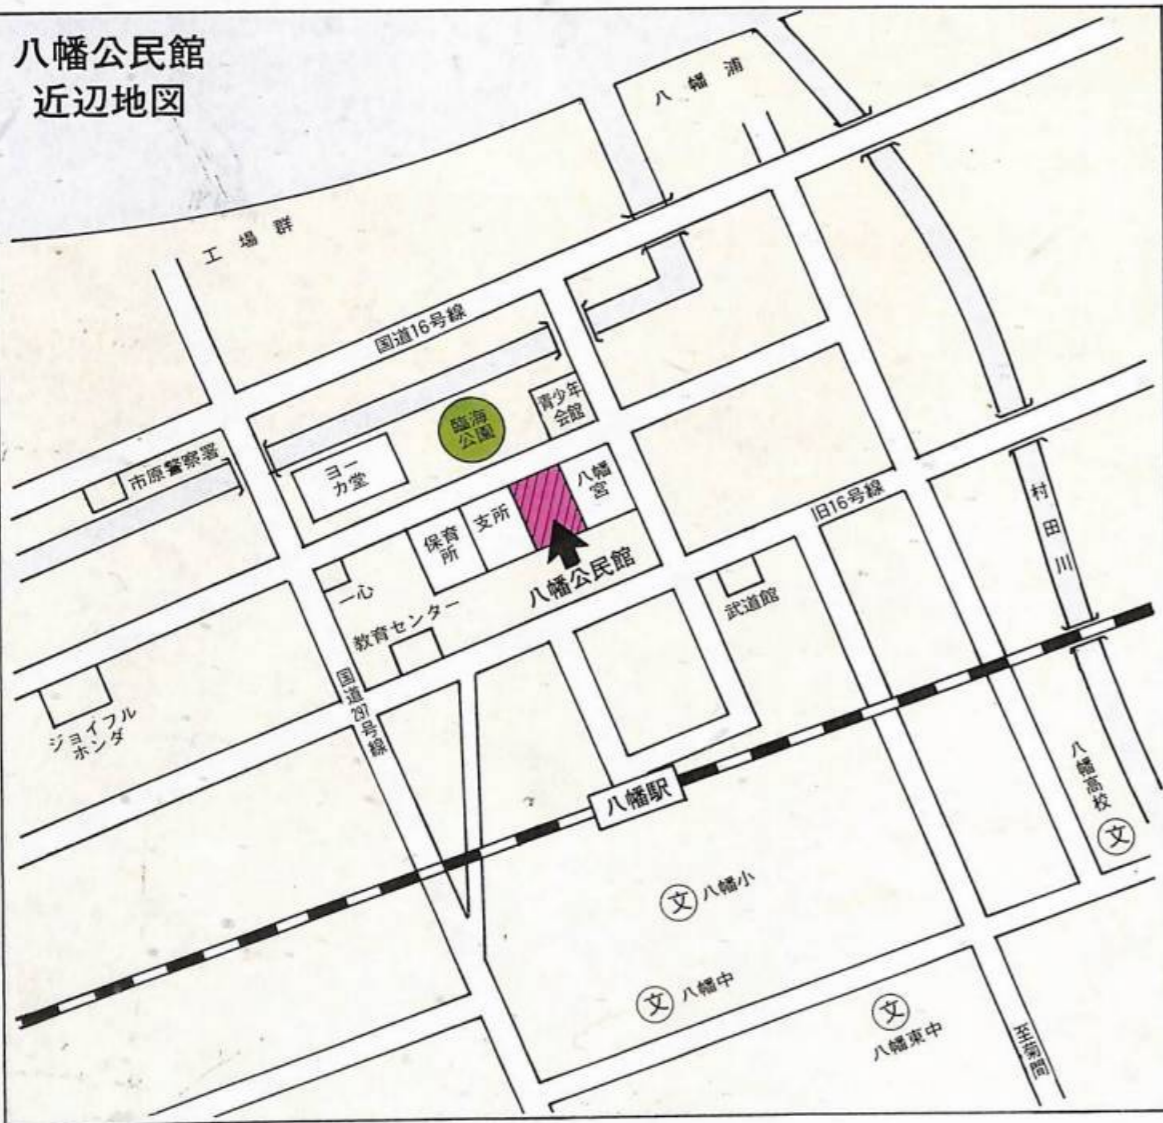 八幡公民館
近辺地図
八幡浦
工場群
国道16号線
青少年
会館
臨海
公園
ヨー
カ堂
市原警察署
八幡
宮
支所
保育
所
旧16号線
村田川
八幡公民館
一心
教育センター
武道館
国道297号線
ジョイフル
ホンダ
八幡駅
八幡高校
文
文
八幡小
文
八幡中
文
八幡東中
至菊間